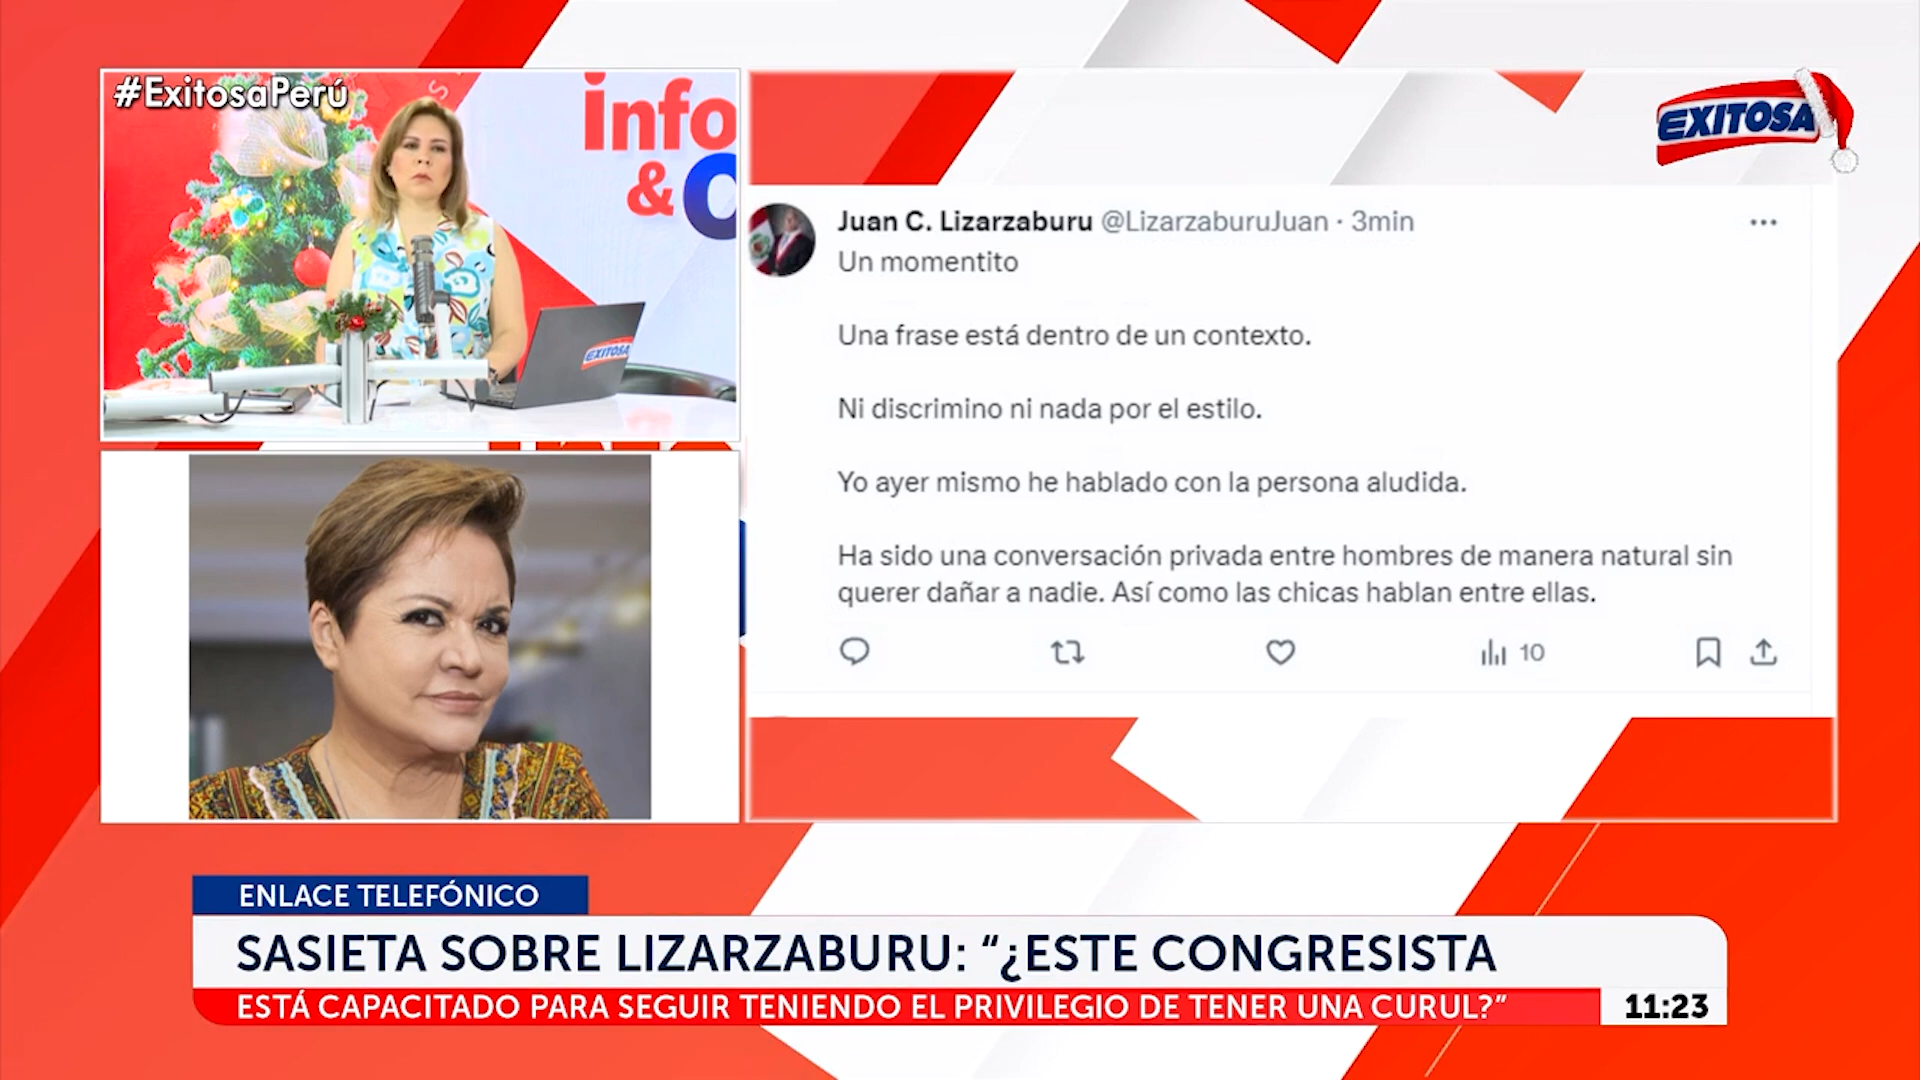 #ExitosaPerú
Info
&
EXITOSA
EXITOSA
Juan C. Lizarzaburu @LizarzaburuJuan · 3min
Un momentito
Una frase está dentro de un contexto.
Ni discrimino ni nada por el estilo.
Yo ayer mismo he hablado con la persona aludida.
Ha sido una conversación privada entre hombres de manera natural sin
querer dañar a nadie. Así como las chicas hablan entre ellas.
10
ENLACE TELEFÓNICO
SASIETA SOBRE LIZARZABURU: “¿ESTE CONGRESISTA
ESTÁ CAPACITADO PARA SEGUIR TENIENDO EL PRIVILEGIO DE TENER UNA CURUL?”
11:23